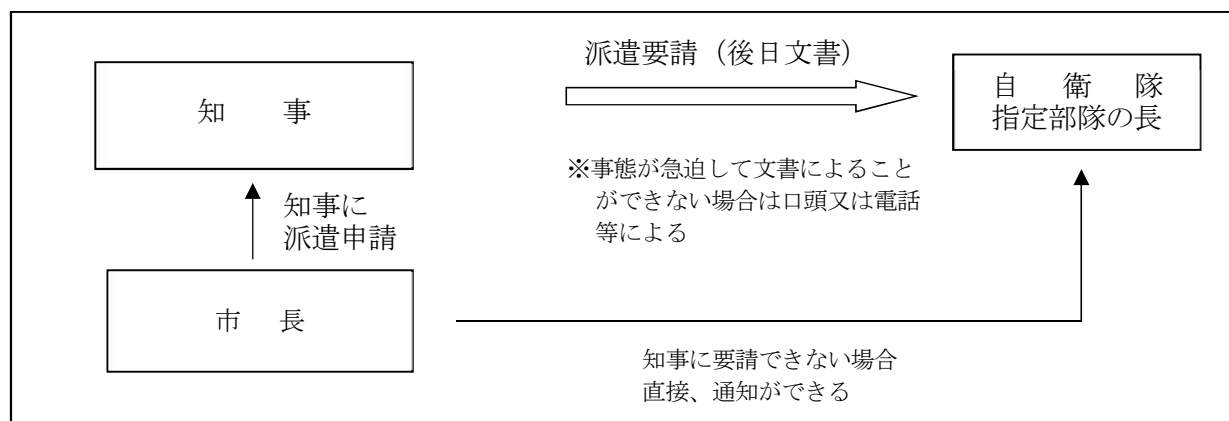 派遣要請（後日文書）
知　事
自　衛　隊
指定部隊の長
※事態が急迫して文書によること
ができない場合は口頭又は電話
等による
知事に
派遣申請
市　長
知事に要請できない場合
直接、通知ができる